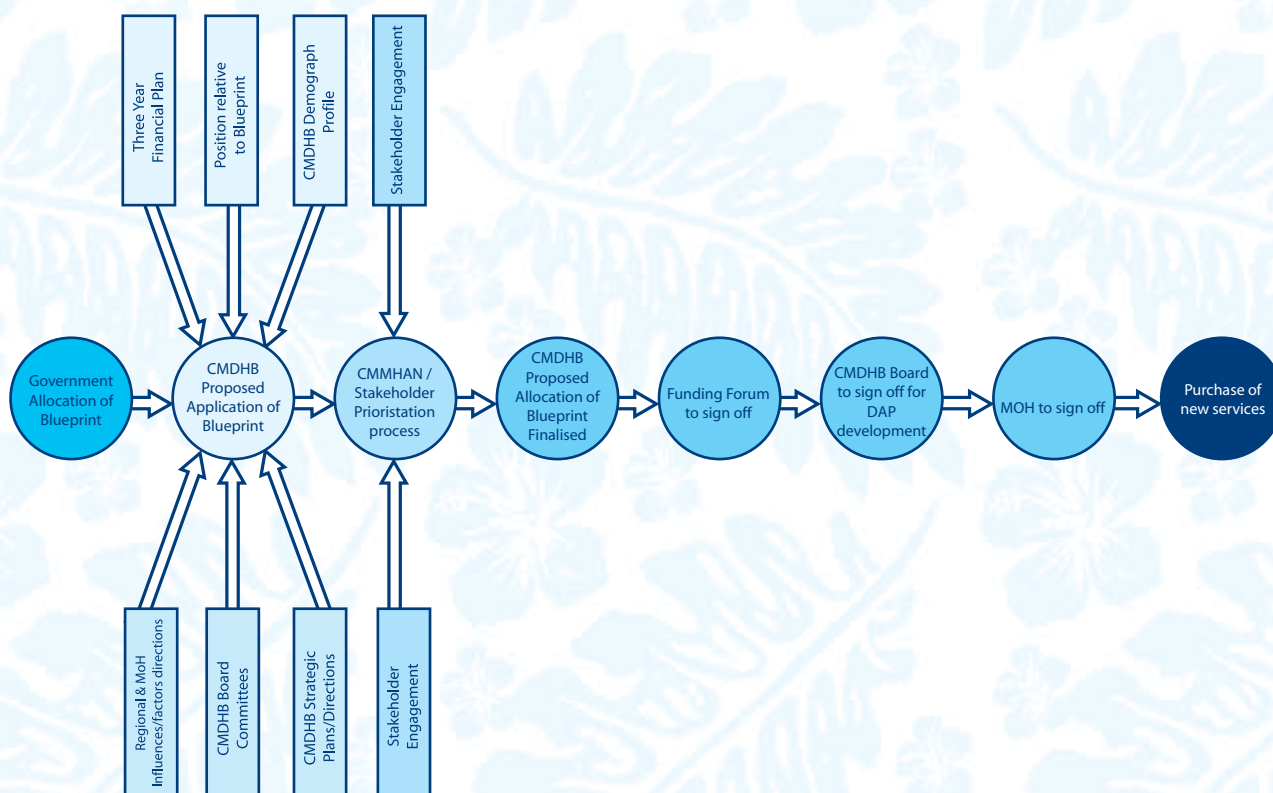 Three Year
Financial Plan
Position relative
to Blueprint
CMDHB Demograph
Profile
Stakeholder Engagement
Government
Allocation of
Blueprint
CMDHB
Proposed
Application of
Blueprint
CMMHAN /
Stakeholder
Prioristation
process
CMDHB
Proposed
Allocation of
Blueprint
Finalised
Funding Forum
to sign off
CMDHB Board
to sign off for
DAP
development
MOH to sign off
Purchase of
new services
Regional & MoH
Influences/factors directions
CMDHB Board
Committees
CMDHB Strategic
Plans/Directions
Stakeholder
Engagement